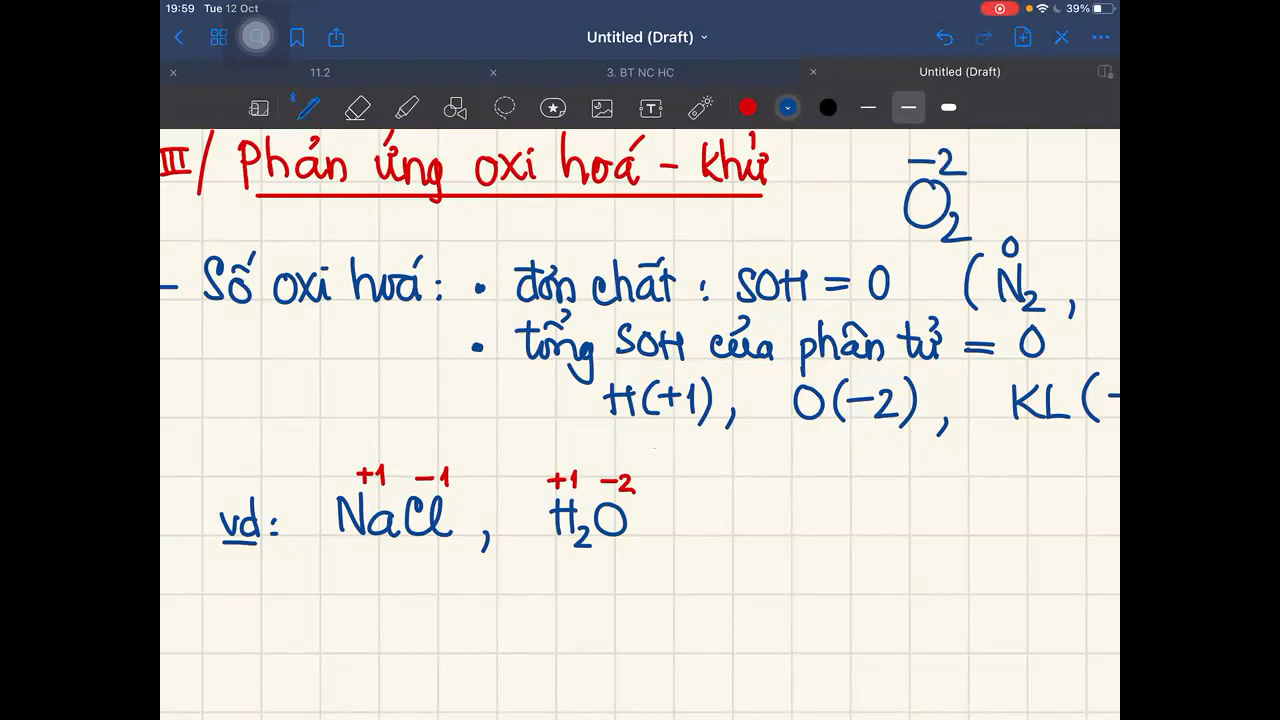 19:59 Tue 12 Oct 39%
Untitled (Draft)
11.2 3. BT NC HC Untitled (Draft)
III/ Phản ứng oxi hoá - khử
-2
O2
- Số oxi hoá: • đơn chất: SOH = 0 (N2,
0
• tổng SOH của phân tử = 0
H(+1), O(-2), KL(
+1 -1 +1 -2
vd: NaCl, H2O